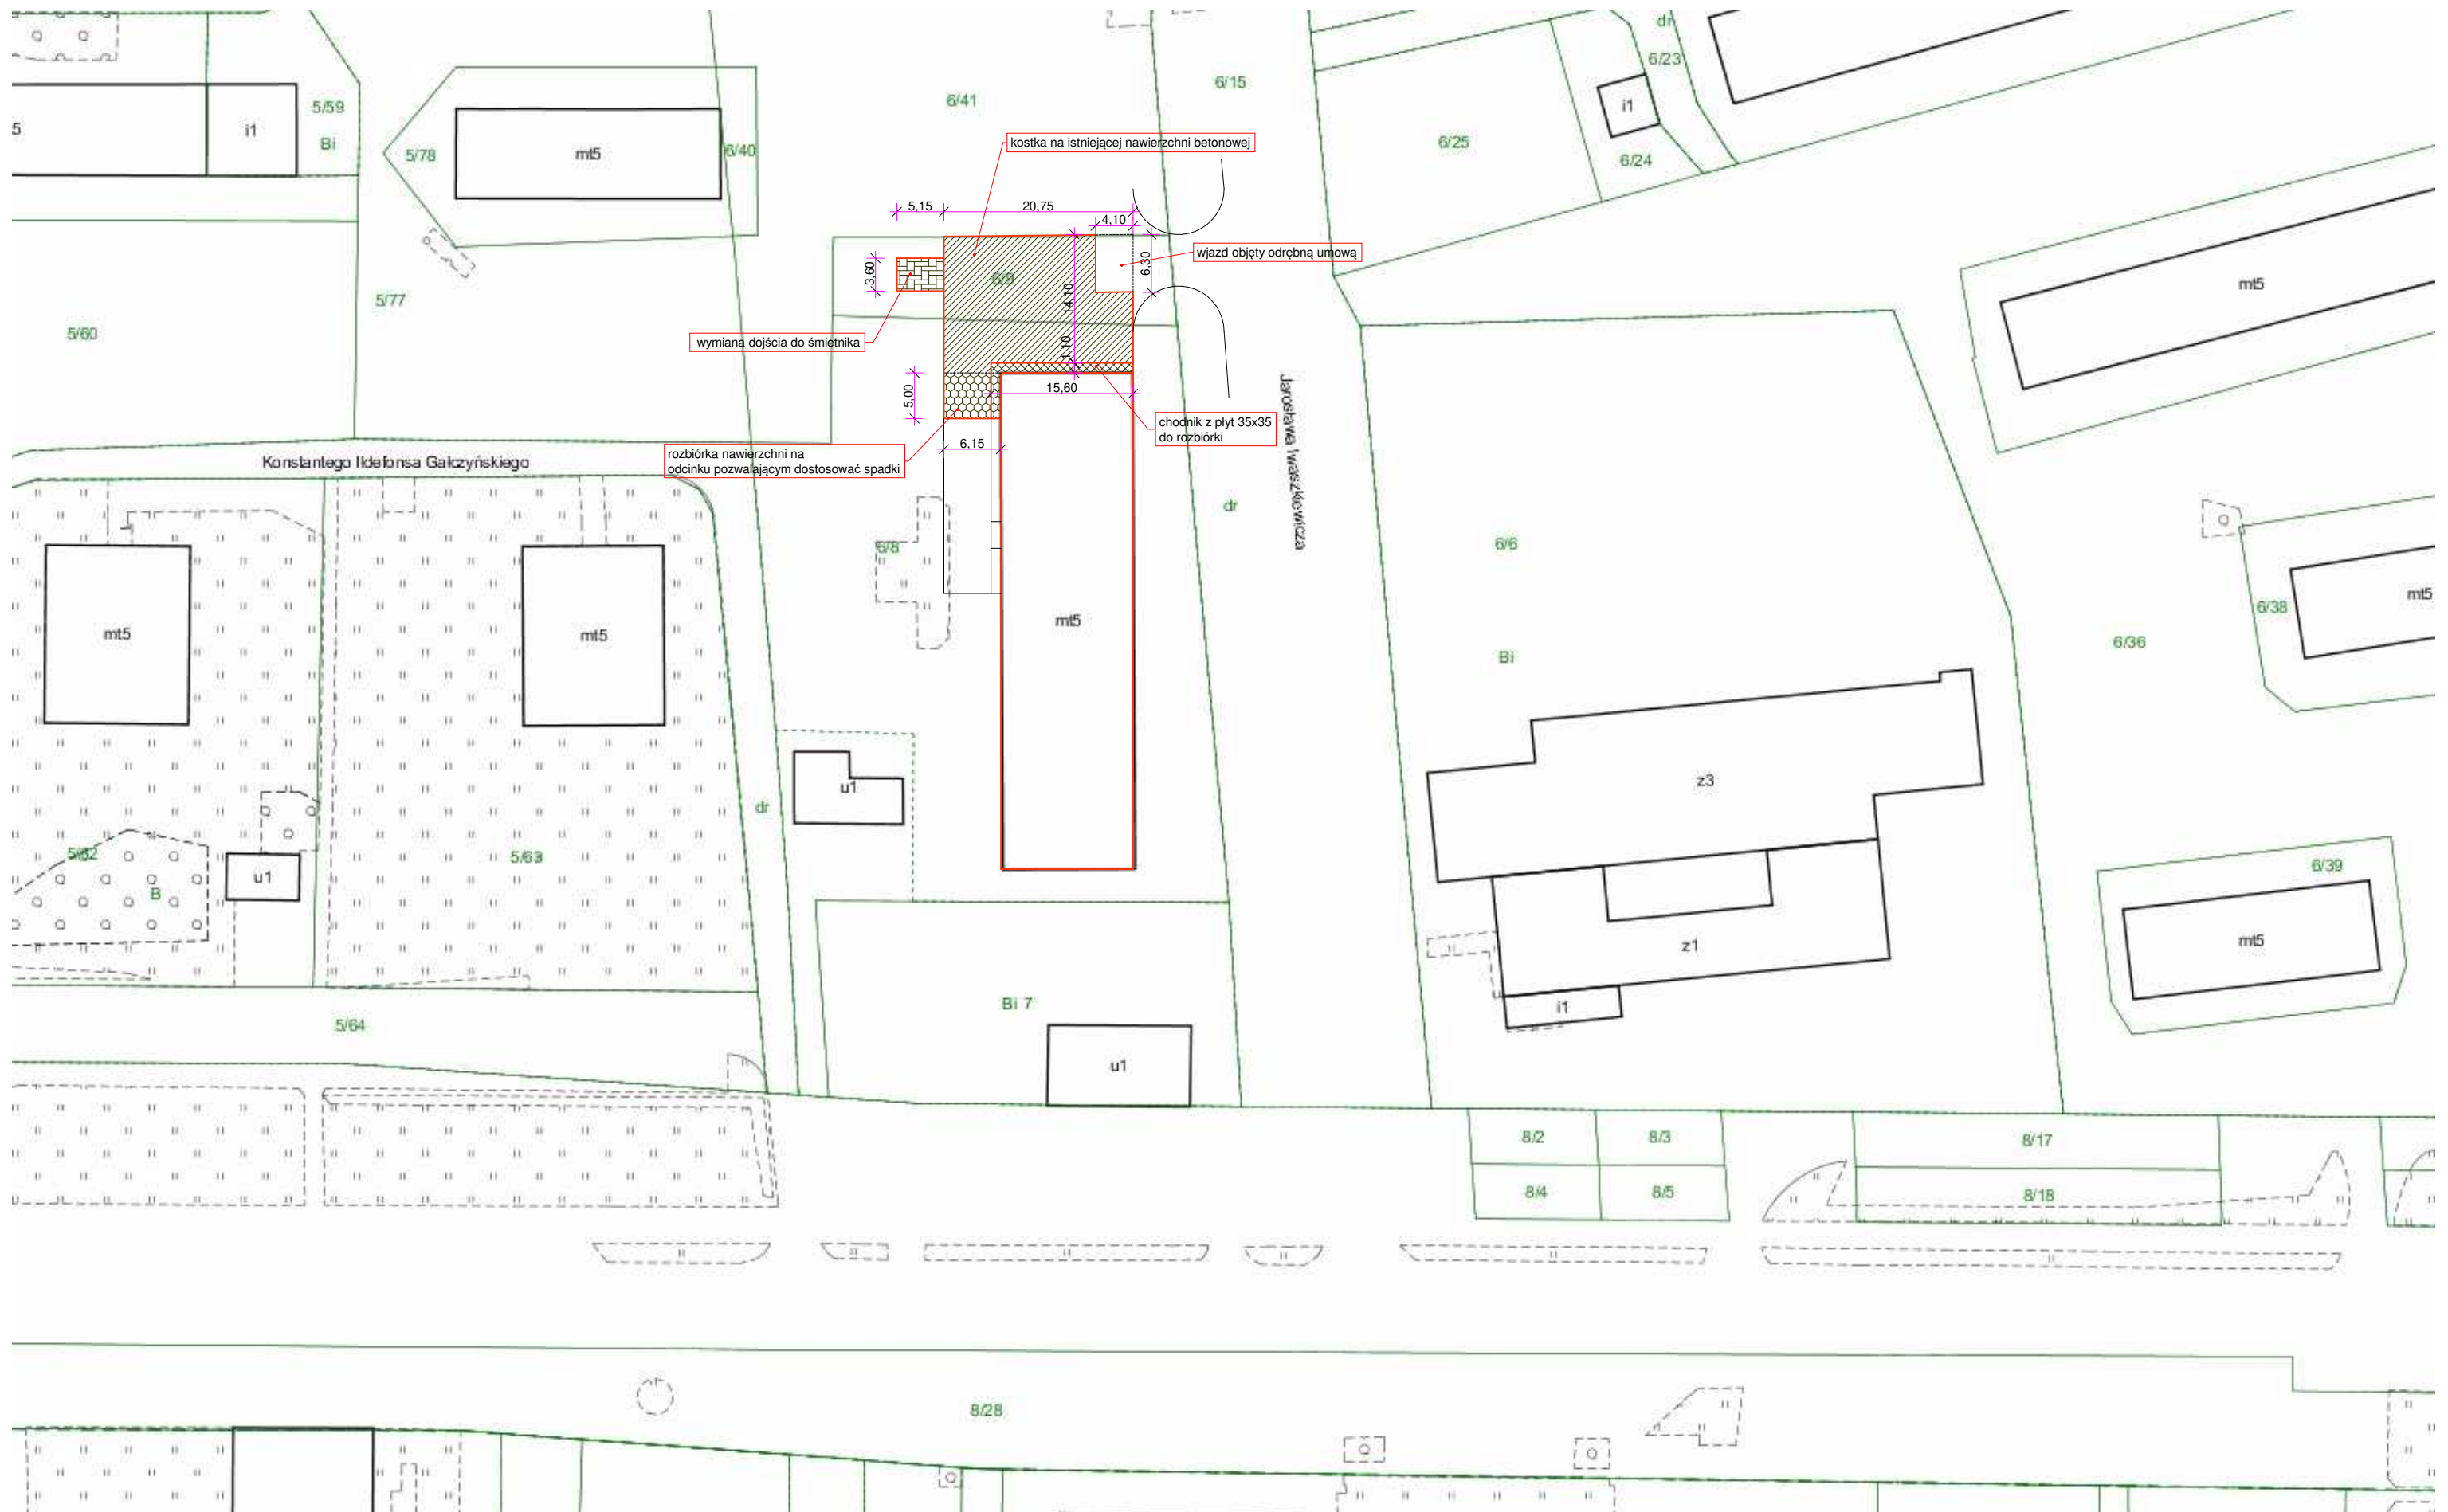 dr
6/23
5/59
6/41
6/15
i1
5
i1
Bi
5/78
mt5
6/40
kostka na istniejącej nawierzchni betonowej
6/25
6/24
5,15
20,75
4,10
wjazd objęty odrębną umową
6,30
3,60
6/9
14,10
mt5
5/77
5/60
wymiana dojścia do śmietnika
1,10
5,00
15,60
Jarosława Iwaszkiewicza
chodnik z płyt 35x35
do rozbiórki
6,15
rozbiórka nawierzchni na
odcinku pozwalającym dostosować spadki
Konstantego Ildefonsa Gałczyńskiego
dr
6/8
6/6
mt5
6/38
mt5
mt5
mt5
6/36
Bi
z3
u1
dr
5/63
u1
B
6/39
mt5
z1
Bi 7
i1
5/64
u1
8/2
8/3
8/17
8/4
8/5
8/18
8/28